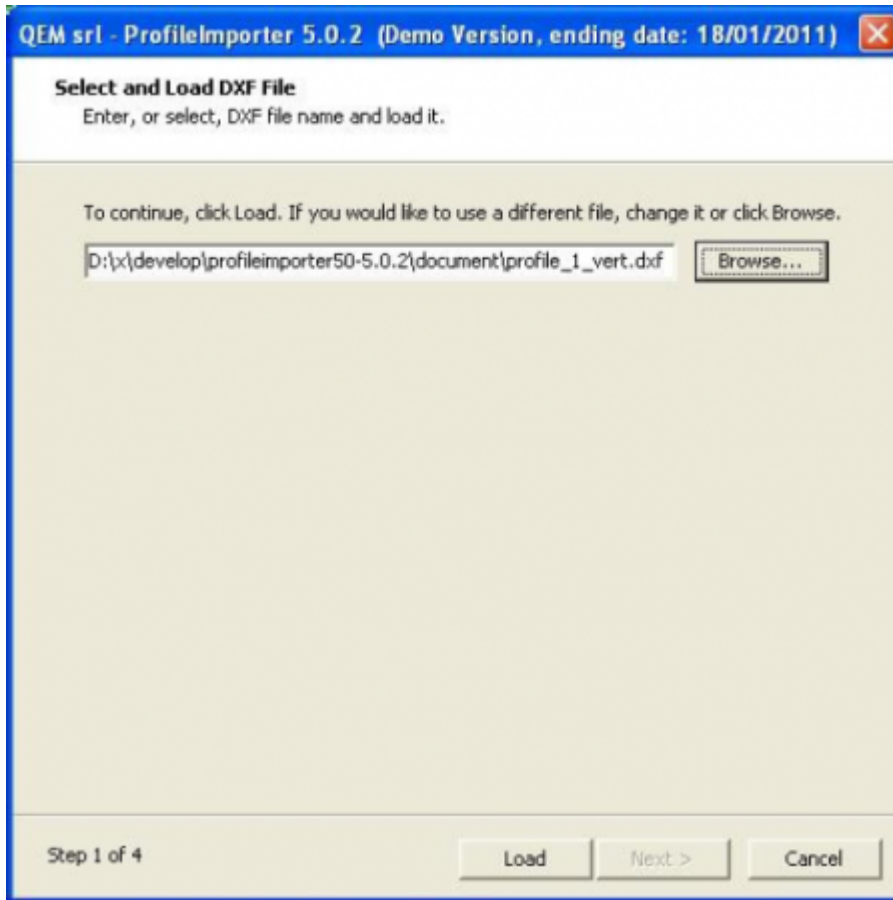 QEM srl - ProfileImporter 5.0.2 (Demo Version, ending date: 18/01/2011)
Select and Load DXF File
Enter, or select, DXF file name and load it.
To continue, click Load. If you would like to use a different file, change it or click Browse.
D:\x\develop\profileimporter50-5.0.2\document\profile_1_vert.dxf
Browse...
Step 1 of 4
Load
Next >
Cancel